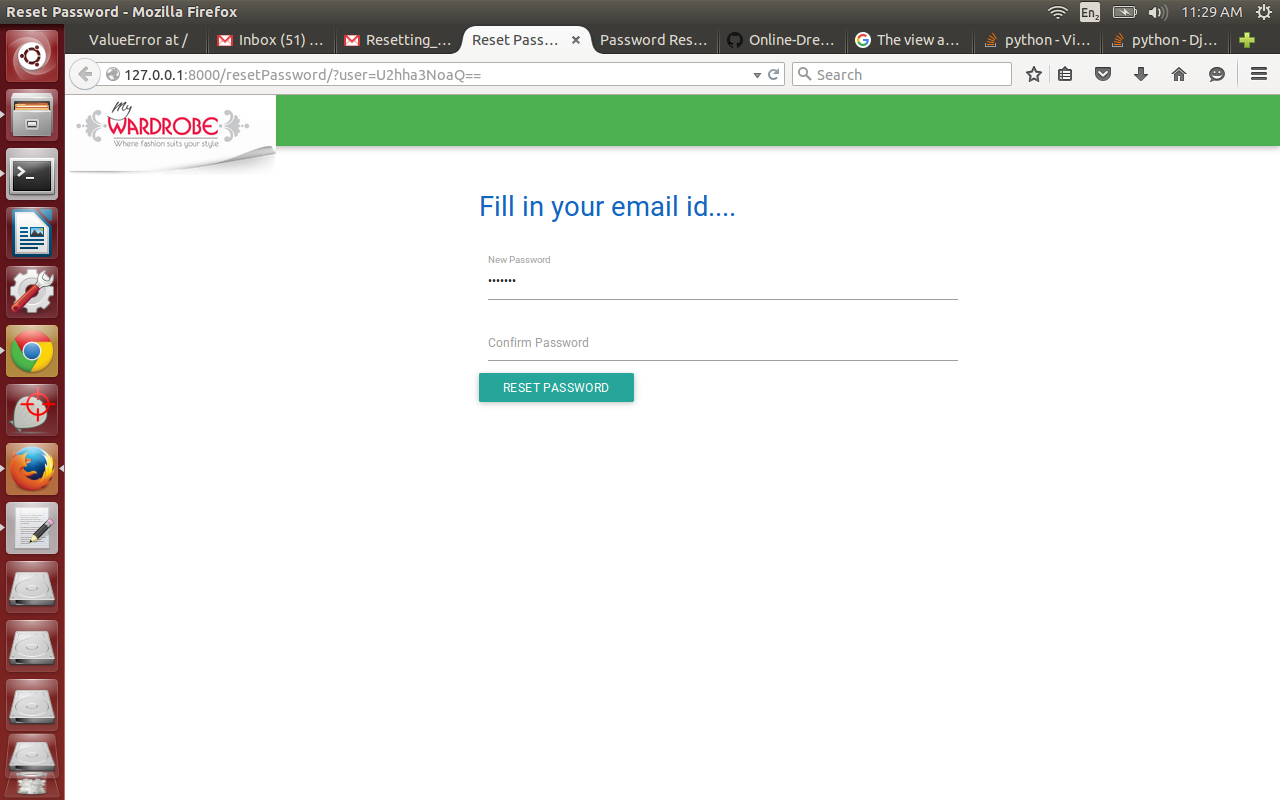 Reset Password - Mozilla Firefox
En2
11:29 AM
ValueError at /
Inbox (51) ...
Resetting_...
Reset Pass...
Password Res...
Online-Dre...
The view a...
python - Vi...
python - Dj...
127.0.0.1:8000/resetPassword/?user=U2hha3NoaQ==
Search
My
WARDROBE
Where fashion suits your style
Fill in your email id....
New Password
•••••••
Confirm Password
RESET PASSWORD